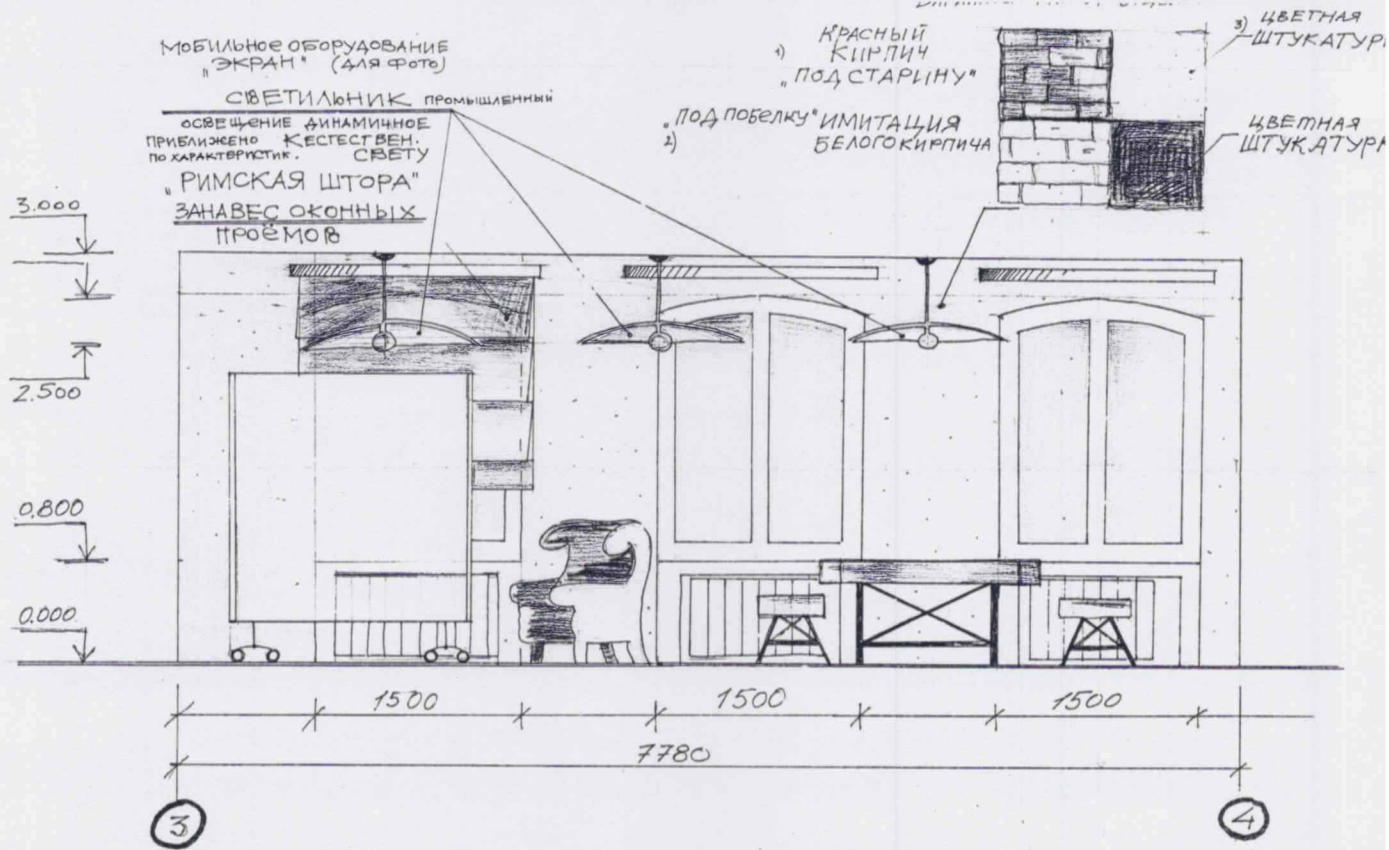 МОБИЛЬНОЕ ОБОРУДОВАНИЕ
"ЭКРАН" (ДЛЯ ФОТО)
СВЕТИЛЬНИК ПРОМЫШЛЕННЫЙ
ОСВЕЩЕНИЕ ДИНАМИЧНОЕ
ПРИБЛИЖЕНО К ЕСТЕСТВЕН.
ПО ХАРАКТЕРИСТИК. СВЕТУ
"РИМСКАЯ ШТОРА"
ЗАНАВЕС ОКОННЫХ
ПРОЁМОВ
1) КРАСНЫЙ
КИРПИЧ
"ПОД СТАРИНУ"
"ПОД ПОБЕЛКУ" ИМИТАЦИЯ
2) БЕЛОГО КИРПИЧА
3) ЦВЕТНАЯ
ШТУКАТУР
ЦВЕТНАЯ
ШТУКАТУР
3.000
2.500
0.800
0.000
1500 1500 1500
7780
3 4